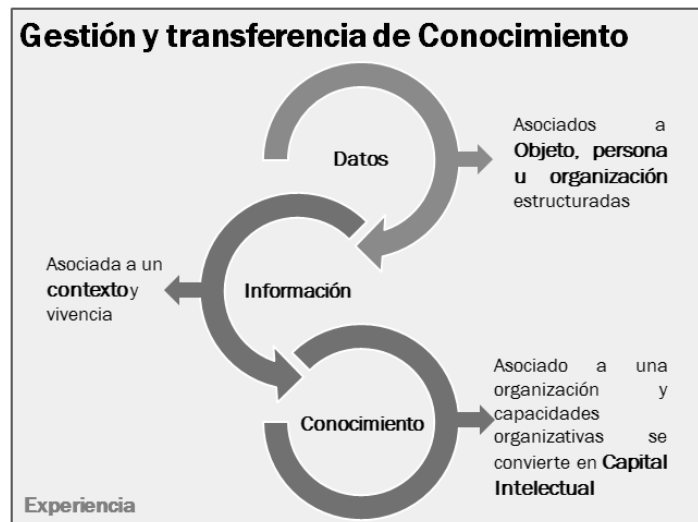 Gestión y transferencia de Conocimiento
Datos
Asociados a
Objeto, persona
u organización
estructuradas
Asociada a un
contexto y
vivencia
Información
Conocimiento
Asociado a una
organización y
capacidades
organizativas se
convierte en Capital
Intelectual
Experiencia